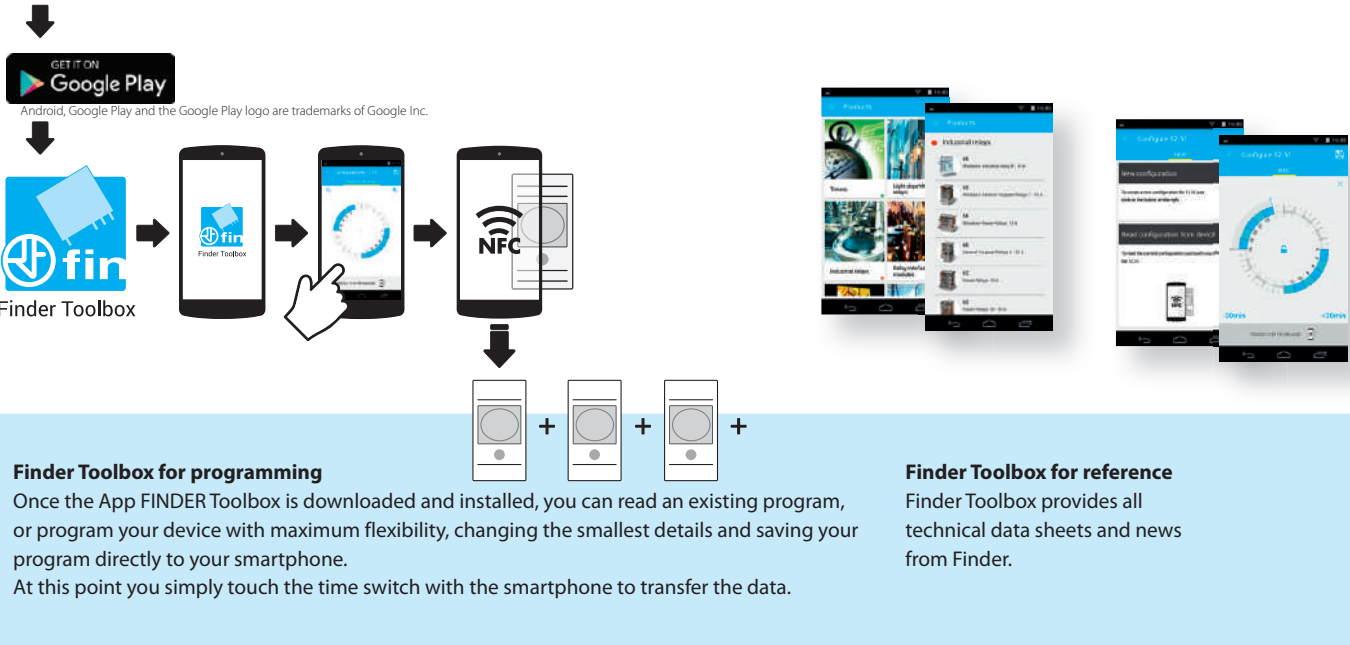 GET IT ON
Google Play
Android, Google Play and the Google Play logo are trademarks of Google Inc.
fin
Finder Toolbox
fin
Finder Toolbox
NFC
Products
Timers
Industrial relays
Products
Industrial relays
New configuration
Read configuration from device
NFC
-30min
+30min
Finder Toolbox for programming
Once the App FINDER Toolbox is downloaded and installed, you can read an existing program,
or program your device with maximum flexibility, changing the smallest details and saving your
program directly to your smartphone.
At this point you simply touch the time switch with the smartphone to transfer the data.
Finder Toolbox for reference
Finder Toolbox provides all
technical data sheets and news
from Finder.